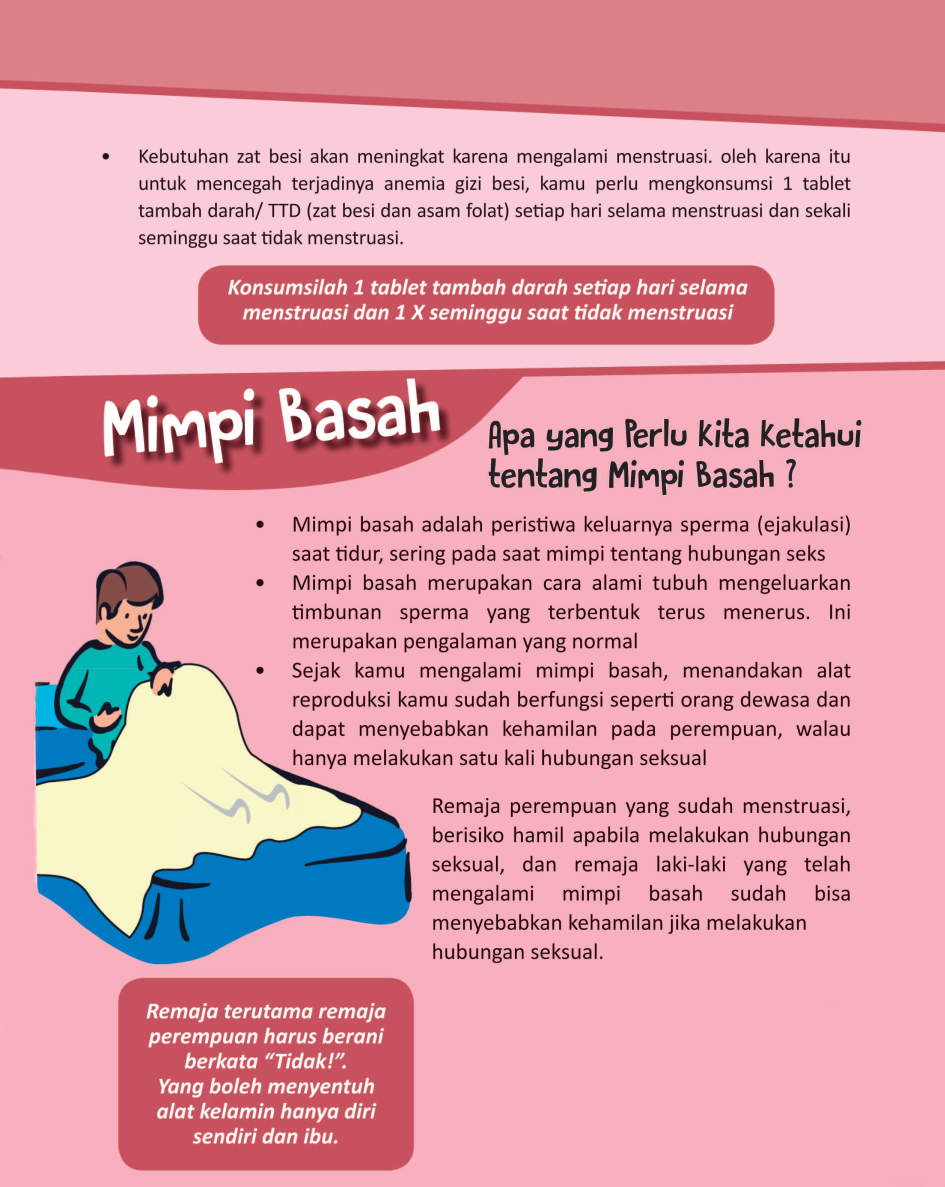 • Kebutuhan zat besi akan meningkat karena mengalami menstruasi. oleh karena itu
untuk mencegah terjadinya anemia gizi besi, kamu perlu mengkonsumsi 1 tablet
tambah darah/ TTD (zat besi dan asam folat) setiap hari selama menstruasi dan sekali
seminggu saat tidak menstruasi.
Konsumsilah 1 tablet tambah darah setiap hari selama
menstruasi dan 1 X seminggu saat tidak menstruasi
Mimpi Basah
Apa yang Perlu Kita Ketahui
tentang Mimpi Basah ?
• Mimpi basah adalah peristiwa keluarnya sperma (ejakulasi)
saat tidur, sering pada saat mimpi tentang hubungan seks
• Mimpi basah merupakan cara alami tubuh mengeluarkan
timbunan sperma yang terbentuk terus menerus. Ini
merupakan pengalaman yang normal
• Sejak kamu mengalami mimpi basah, menandakan alat
reproduksi kamu sudah berfungsi seperti orang dewasa dan
dapat menyebabkan kehamilan pada perempuan, walau
hanya melakukan satu kali hubungan seksual
Remaja perempuan yang sudah menstruasi,
berisiko hamil apabila melakukan hubungan
seksual, dan remaja laki-laki yang telah
mengalami mimpi basah sudah bisa
menyebabkan kehamilan jika melakukan
hubungan seksual.
Remaja terutama remaja
perempuan harus berani
berkata “Tidak!”.
Yang boleh menyentuh
alat kelamin hanya diri
sendiri dan ibu.